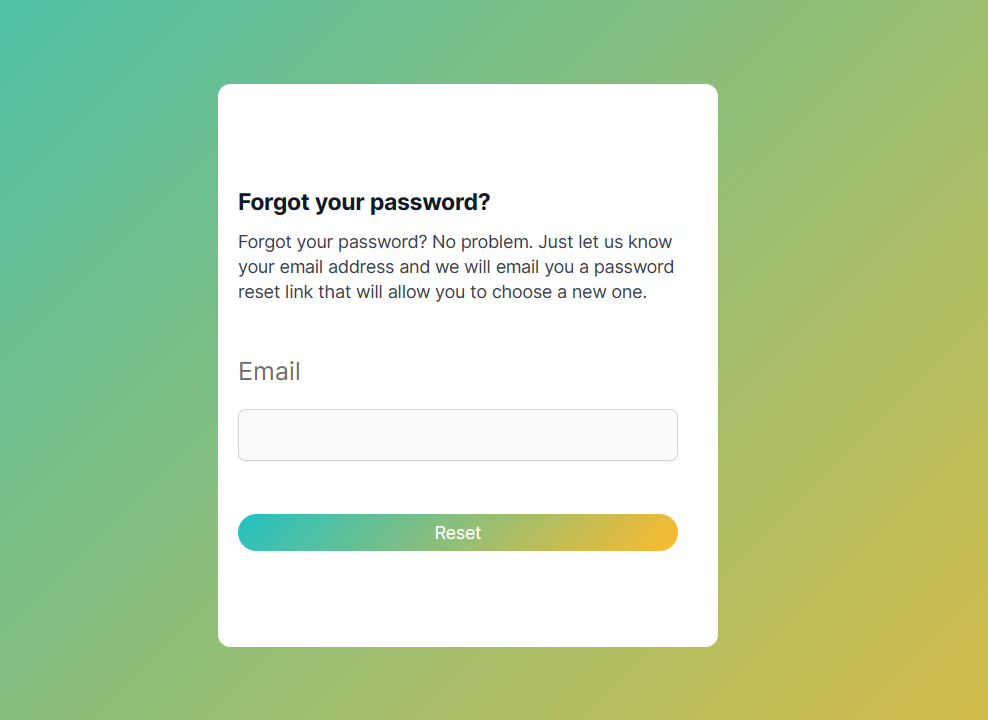 Forgot your password?
Forgot your password? No problem. Just let us know
your email address and we will email you a password
reset link that will allow you to choose a new one.
Email
Reset